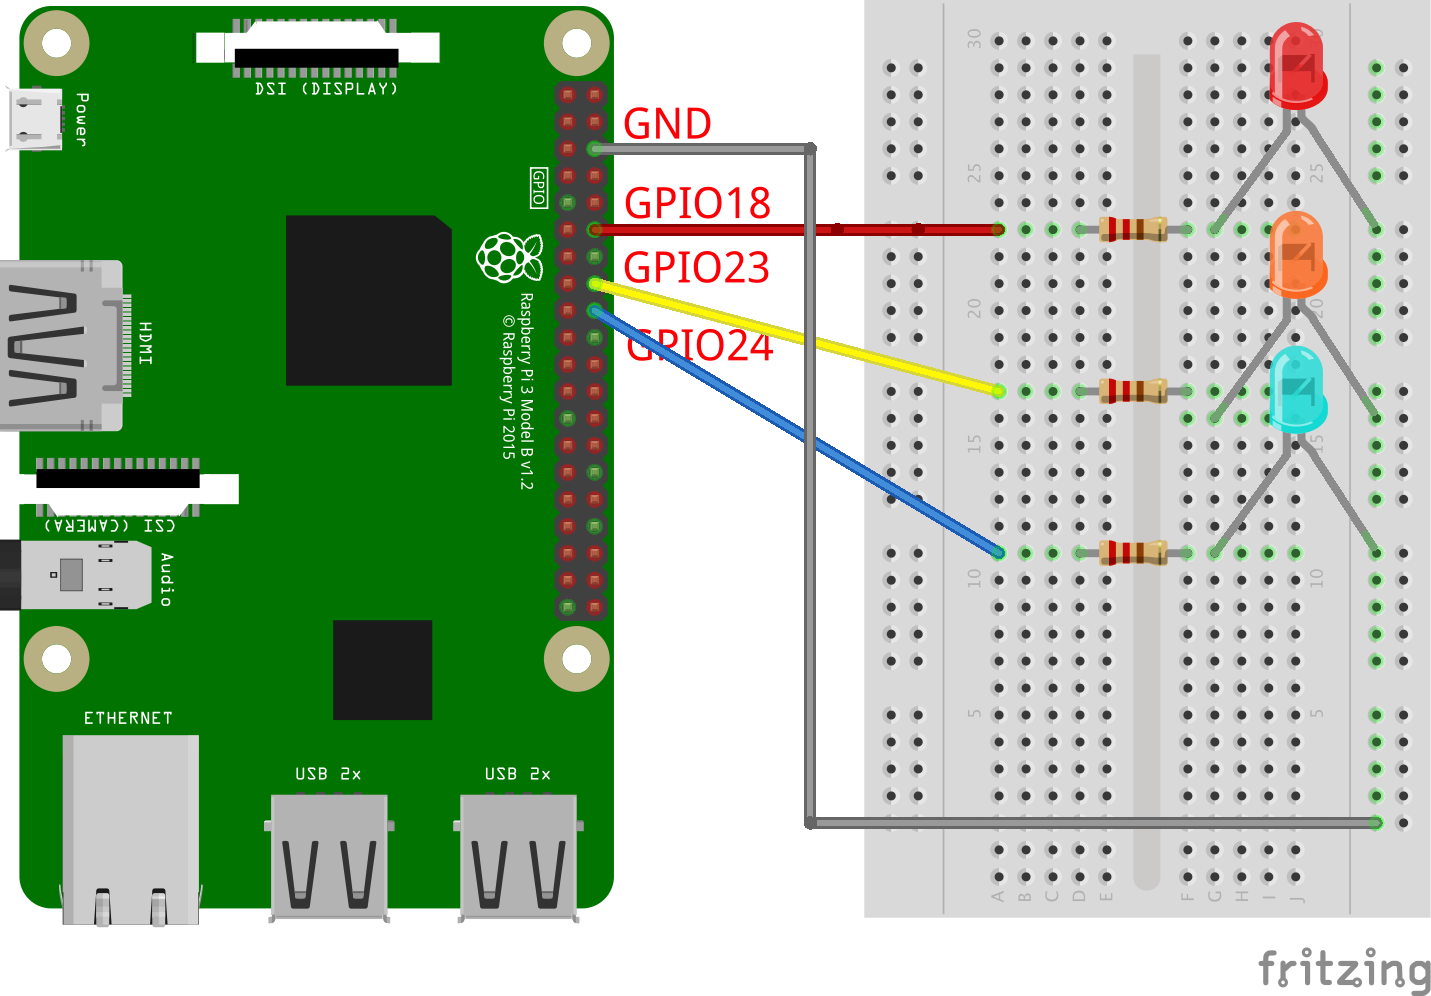 DSI (DISPLAY)
Power
GND
GPIO
GPIO18
GPIO23
GPIO24
HDMI
Raspberry Pi 3 Model B v1.2
© Raspberry Pi 2015
CSI (CAMERA)
Audio
ETHERNET
USB 2x
USB 2x
30
25
25
20
20
15
15
10
10
5
5
A B C D E F G H I J
fritzing